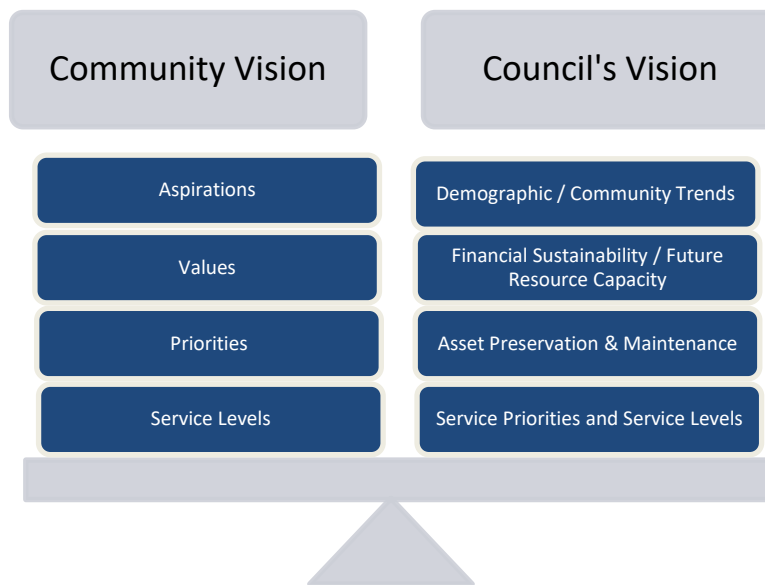 Community Vision
Aspirations
Values
Priorities
Service Levels
Council's Vision
Demographic / Community Trends
Financial Sustainability / Future
Resource Capacity
Asset Preservation & Maintenance
Service Priorities and Service Levels